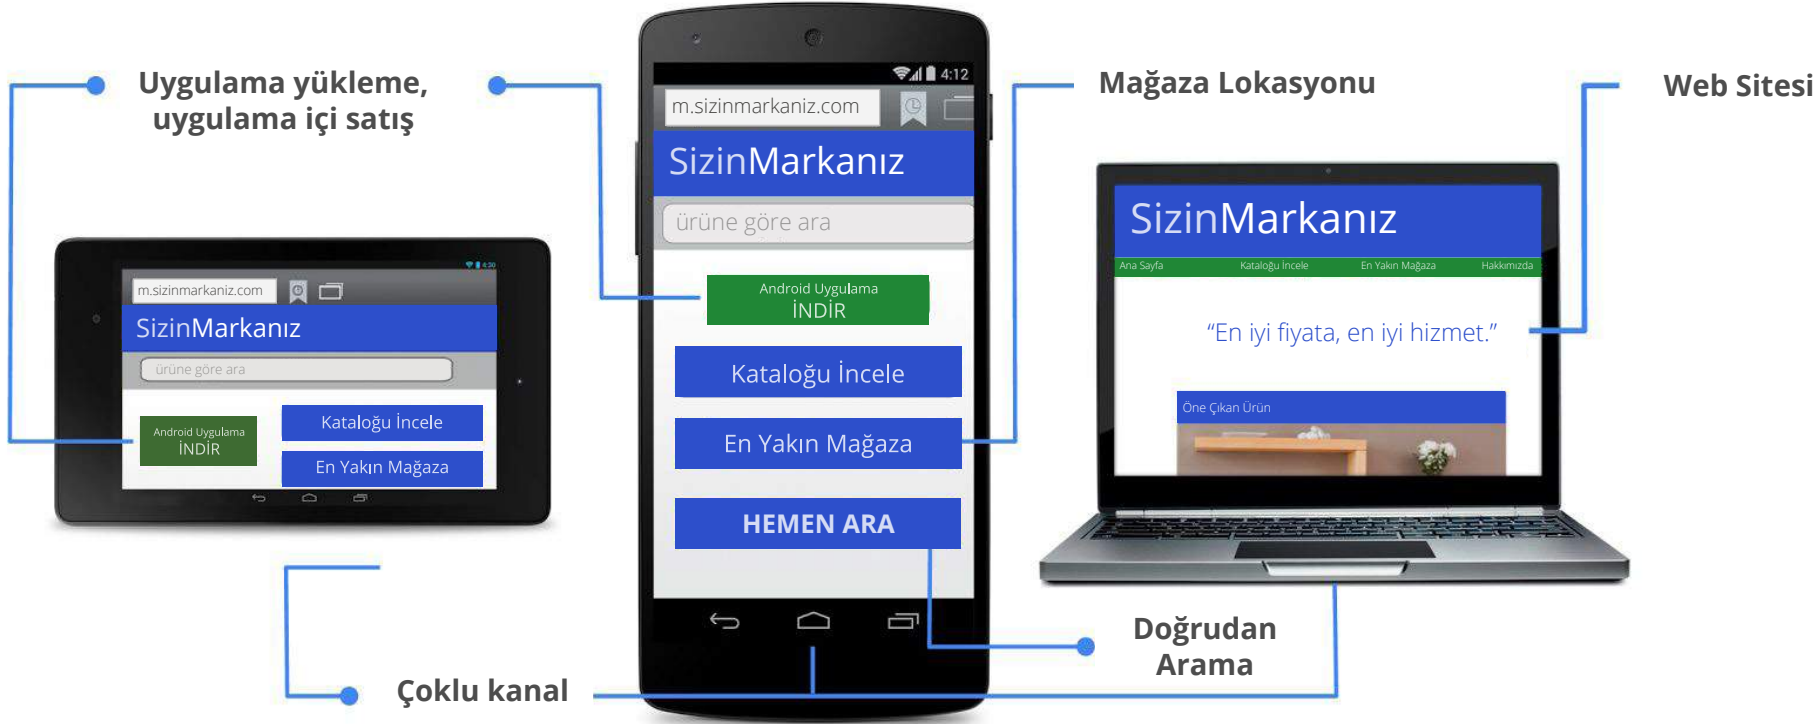 Uygulama yükleme,
uygulama içi satış
Mağaza Lokasyonu
Web Sitesi
4:30
m.sizinmarkaniz.com
SizinMarkanız
ürüne göre ara
Android Uygulama
İNDİR
Kataloğu İncele
En Yakın Mağaza
4:12
m.sizinmarkaniz.com
SizinMarkanız
ürüne göre ara
Android Uygulama
İNDİR
Kataloğu İncele
En Yakın Mağaza
HEMEN ARA
SizinMarkanız
Ana Sayfa Kataloğu İncele En Yakın Mağaza Hakkımızda
“En iyi fiyata, en iyi hizmet.”
Öne Çıkan Ürün
Doğrudan
Arama
Çoklu kanal